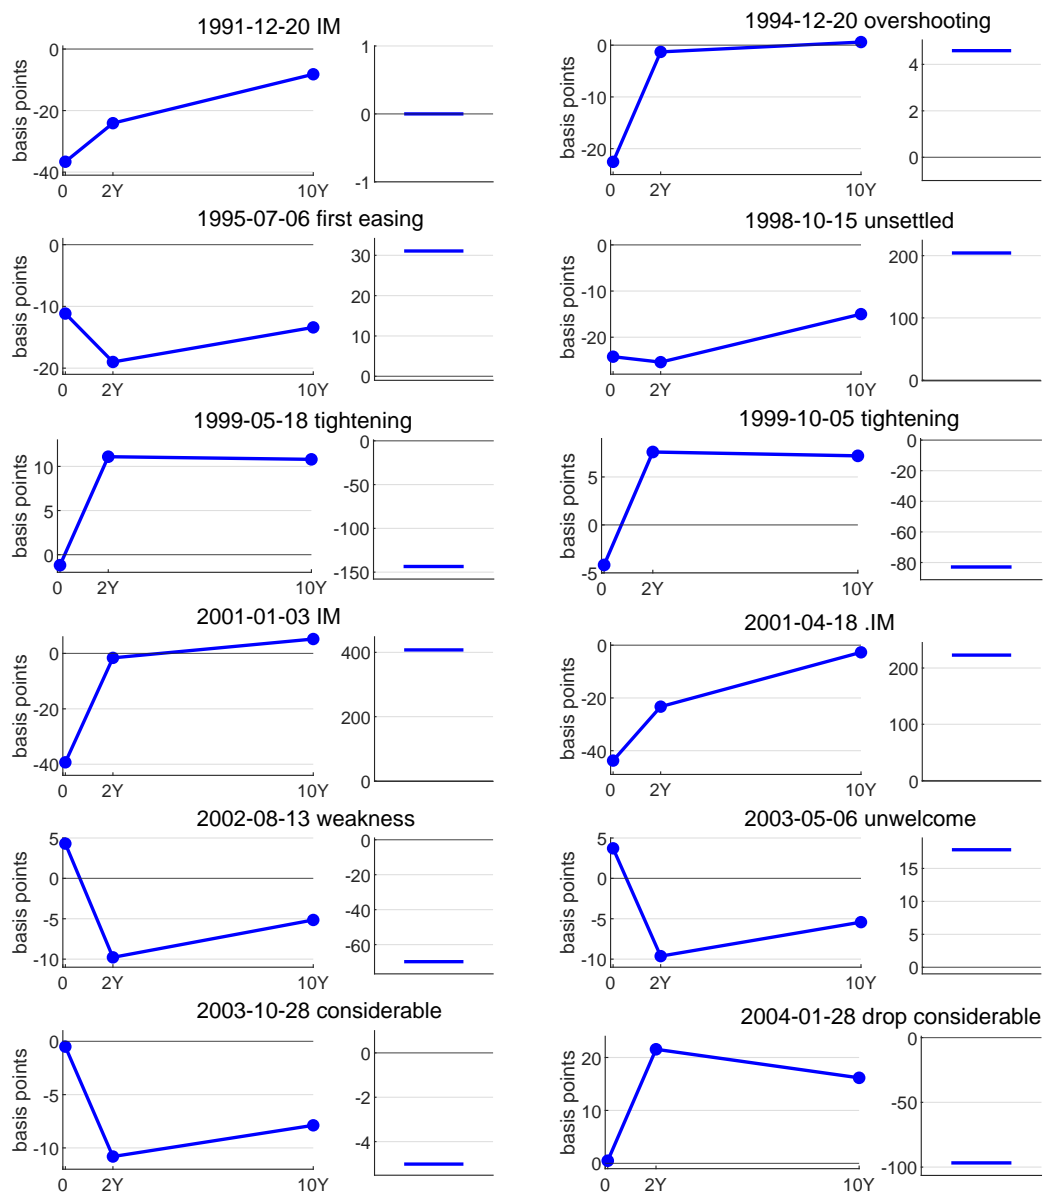 1991-12-20 IM
basis points
0
-20
-40
0 2Y 10Y
1
0
-1
1994-12-20 overshooting
basis points
0
-10
-20
0 2Y 10Y
4
2
0
1995-07-06 first easing
basis points
0
-10
-20
0 2Y 10Y
30
20
10
0
1998-10-15 unsettled
basis points
0
-10
-20
0 2Y 10Y
200
100
0
1999-05-18 tightening
basis points
10
5
0
0 2Y 10Y
0
-50
-100
-150
1999-10-05 tightening
basis points
5
0
-5
0 2Y 10Y
0
-20
-40
-60
-80
2001-01-03 IM
basis points
0
-20
-40
0 2Y 10Y
400
200
0
2001-04-18 .IM
basis points
0
-20
-40
0 2Y 10Y
200
100
0
2002-08-13 weakness
basis points
5
0
-5
-10
0 2Y 10Y
0
-20
-40
-60
2003-05-06 unwelcome
basis points
5
0
-5
-10
0 2Y 10Y
15
10
5
0
2003-10-28 considerable
basis points
0
-5
-10
0 2Y 10Y
0
-2
-4
2004-01-28 drop considerable
basis points
20
10
0
0 2Y 10Y
0
-50
-100